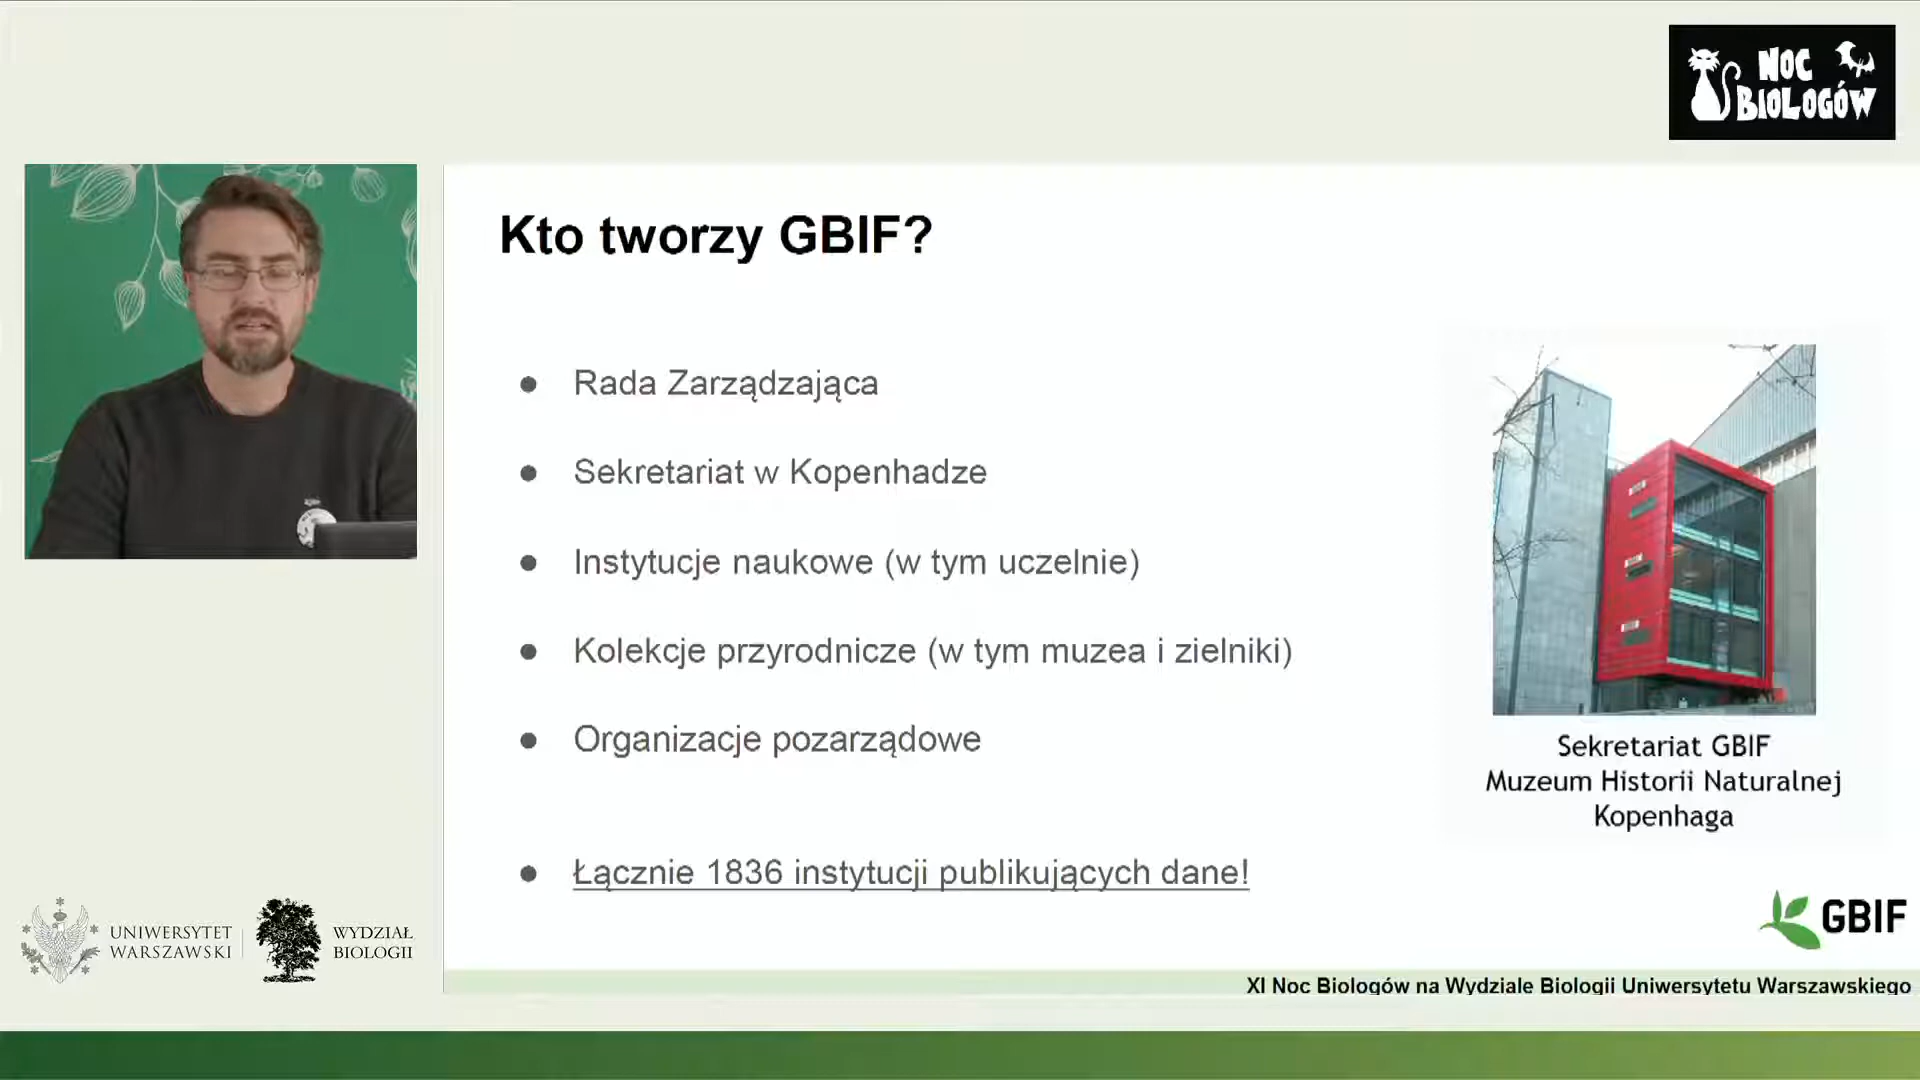 NOC
BIOLOGÓW
Kto tworzy GBIF?
● Rada Zarządzająca
● Sekretariat w Kopenhadze
● Instytucje naukowe (w tym uczelnie)
● Kolekcje przyrodnicze (w tym muzea i zielniki)
● Organizacje pozarządowe
● Łącznie 1836 instytucji publikujących dane!
Sekretariat GBIF
Muzeum Historii Naturalnej
Kopenhaga
GBIF
UNIWERSYTET
WARSZAWSKI
WYDZIAŁ
BIOLOGII
XI Noc Biologów na Wydziale Biologii Uniwersytetu Warszawskiego